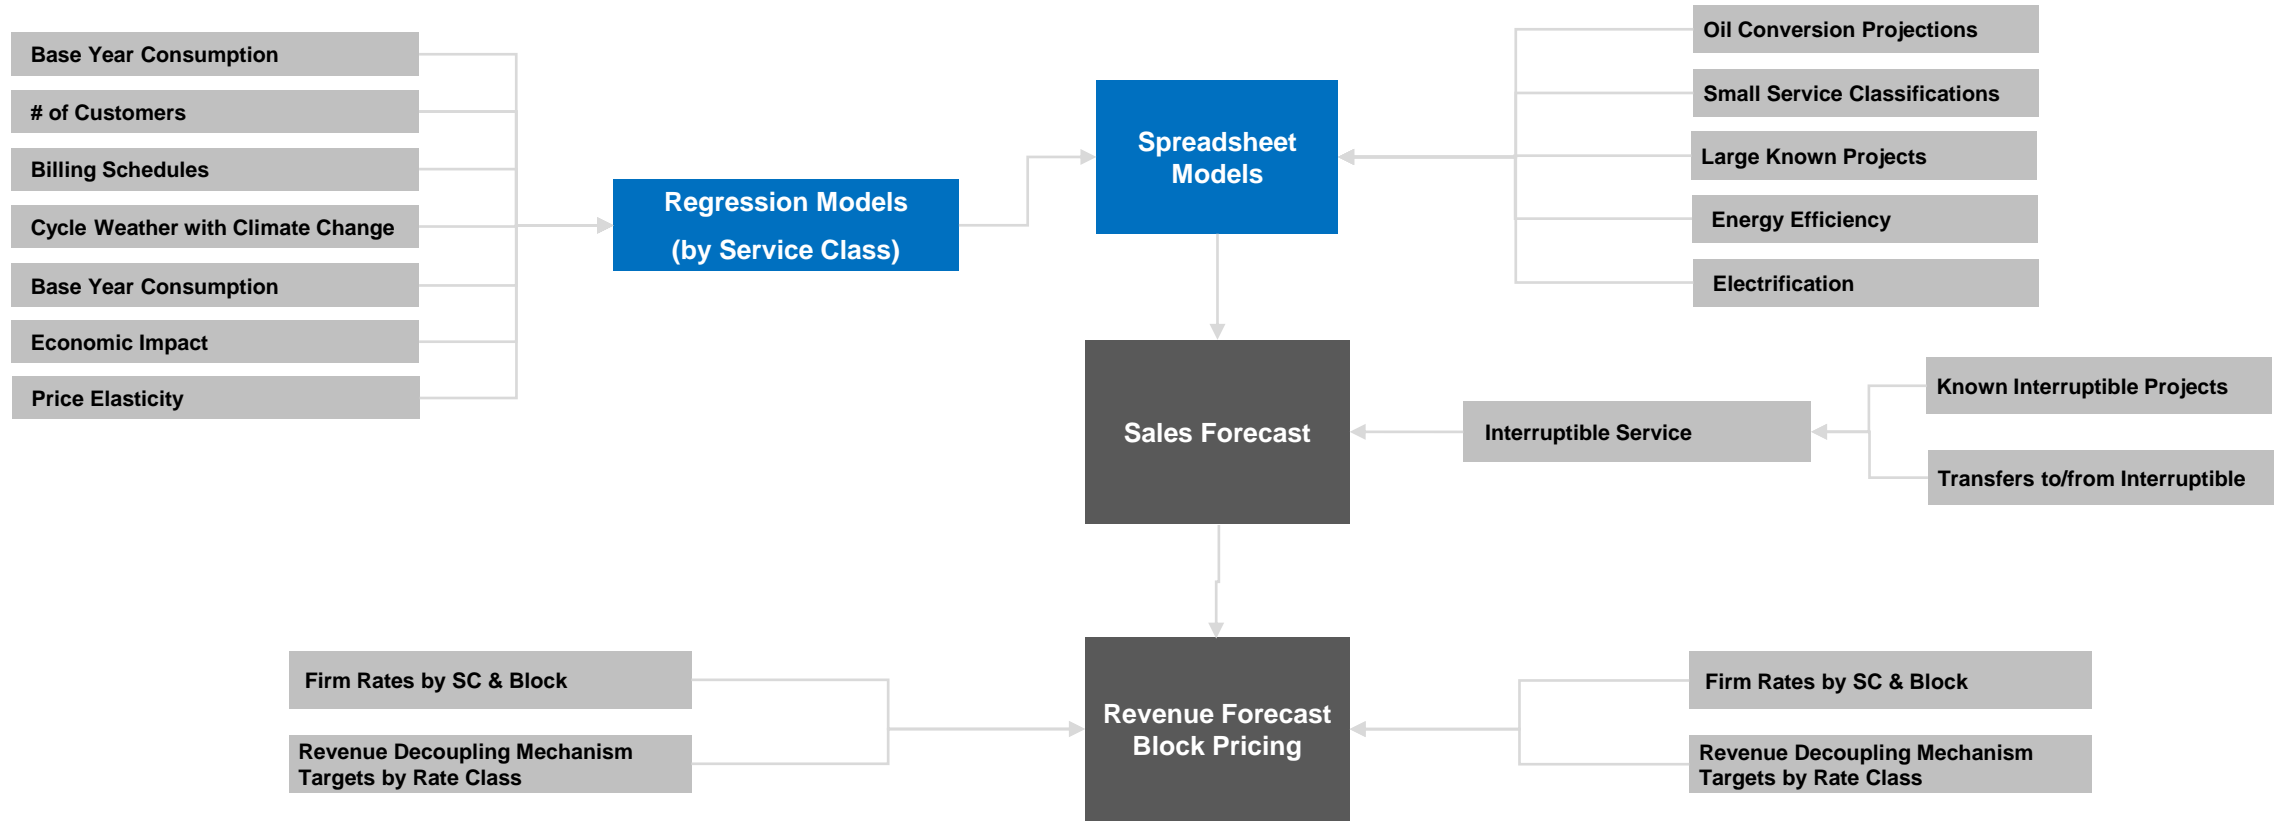 Base Year Consumption
# of Customers
Billing Schedules
Cycle Weather with Climate Change
Base Year Consumption
Economic Impact
Price Elasticity
Regression Models
(by Service Class)
Spreadsheet
Models
Oil Conversion Projections
Small Service Classifications
Large Known Projects
Energy Efficiency
Electrification
Sales Forecast
Interruptible Service
Known Interruptible Projects
Transfers to/from Interruptible
Firm Rates by SC & Block
Revenue Decoupling Mechanism
Targets by Rate Class
Revenue Forecast
Block Pricing
Firm Rates by SC & Block
Revenue Decoupling Mechanism
Targets by Rate Class